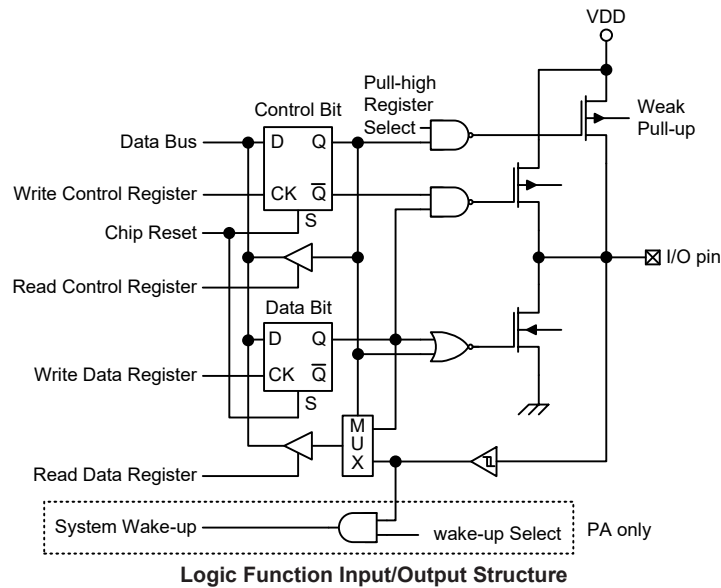 VDD
Pull-high
Register
Select
Weak
Pull-up
Control Bit
Data Bus
D
Q
Write Control Register
CK
Q̅
S
Chip Reset
I/O pin
Read Control Register
Data Bit
D
Q
Write Data Register
CK
Q̅
S
M
U
X
Read Data Register
System Wake-up
wake-up Select
PA only
Logic Function Input/Output Structure